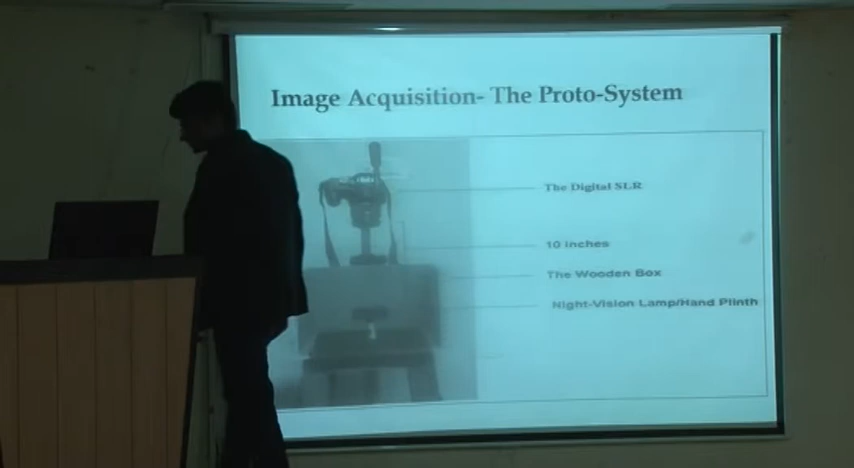 Image Acquisition- The Proto-System
The Digital SLR
10 inches
The Wooden Box
Night-Vision Lamp/Hand Plinth